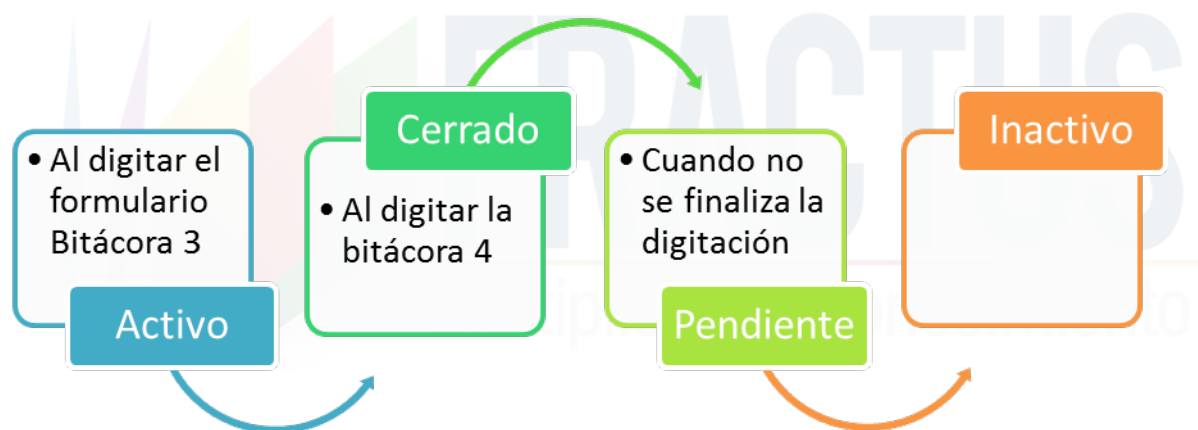 • Al digitar el
formulario
Bitácora 3
Activo
Cerrado
• Al digitar la
bitácora 4
• Cuando no
se finaliza la
digitación
Pendiente
Inactivo
FRACTUS